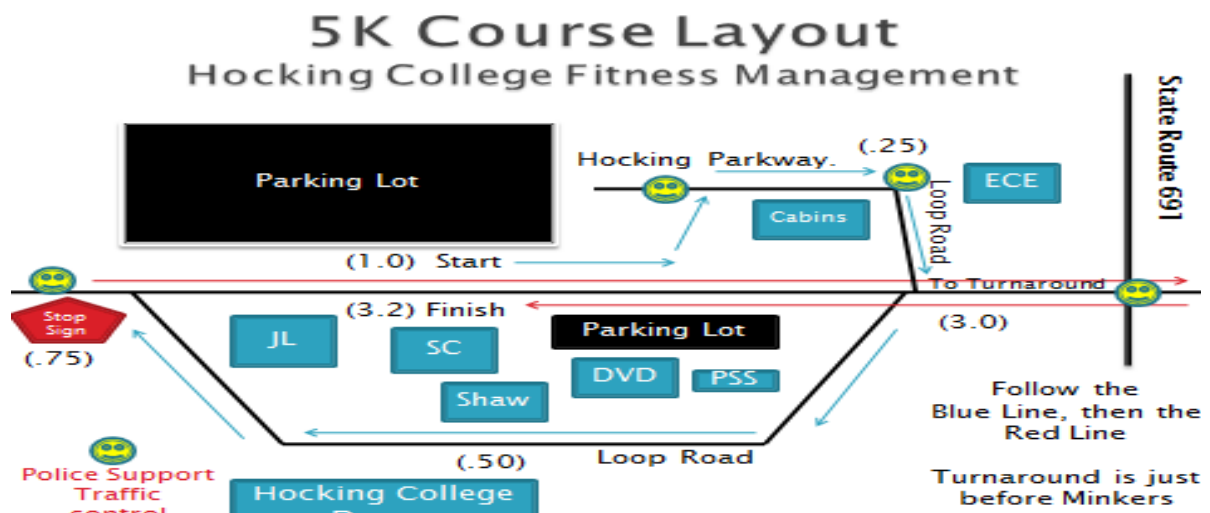 5K Course Layout
Hocking College Fitness Management
State Route 691
Parking Lot
Hocking Parkway.
(.25)
Loop Road
ECE
Cabins
(1.0) Start
To Turnaround
Stop
Sign
(.75)
(3.2) Finish
(3.0)
JL
SC
Parking Lot
DVD
PSS
Shaw
Follow the
Blue Line, then the
Red Line
(.50)
Loop Road
Police Support
Traffic
control
Hocking College
Turnaround is just
before Minkers